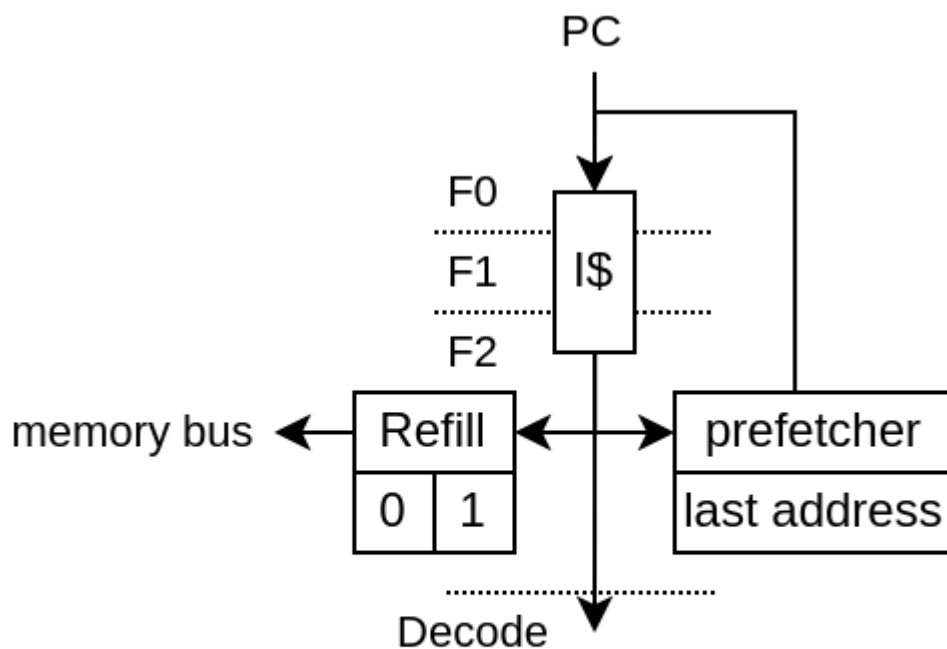 PC
F0
F1
I$
F2
memory bus
Refill
prefetcher
0
1
last address
Decode